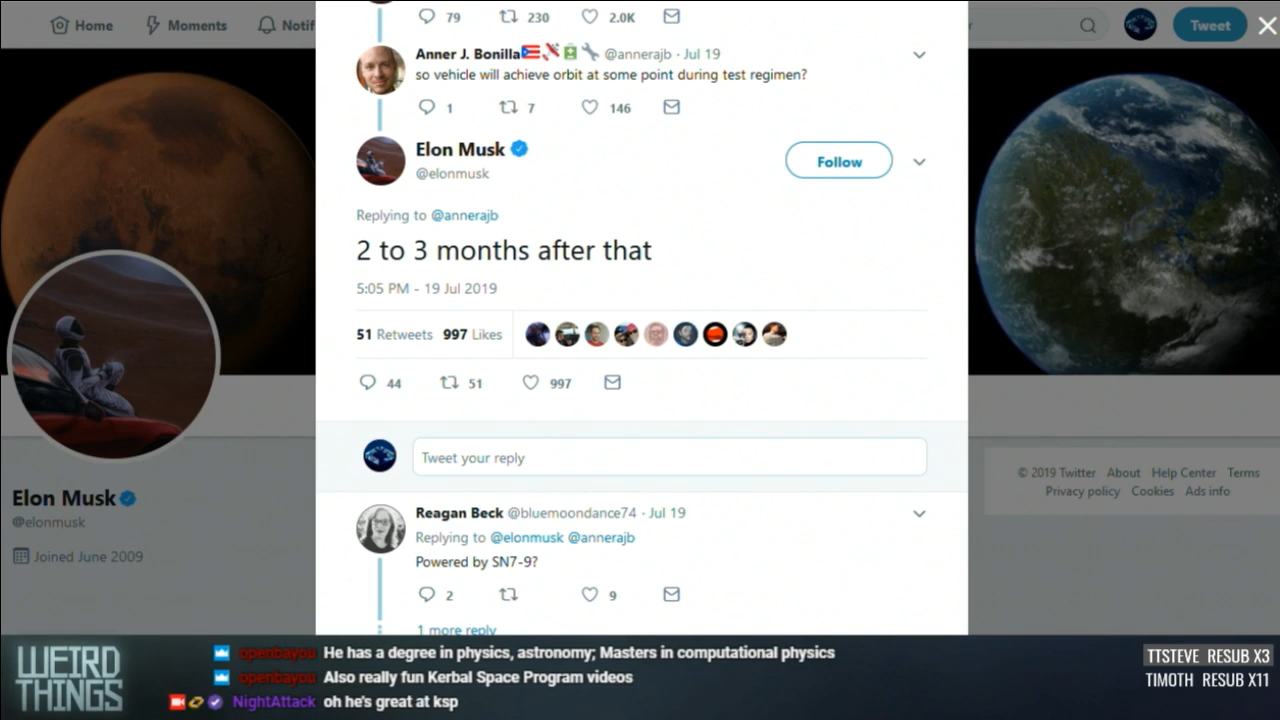 Home
Moments
Notif
r
Tweet
79 230 2.0K
Anner J. Bonilla @annerajb · Jul 19
so vehicle will achieve orbit at some point during test regimen?
1 7 146
Elon Musk
@elonmusk
Follow
Replying to @annerajb
2 to 3 months after that
5:05 PM - 19 Jul 2019
51 Retweets 997 Likes
44 51 997
Tweet your reply
Elon Musk
@elonmusk
Joined June 2009
© 2019 Twitter About Help Center Terms
Privacy policy Cookies Ads info
Reagan Beck @bluemoondance74 · Jul 19
Replying to @elonmusk @annerajb
Powered by SN7-9?
2 9
1 more reply
WEIRD
THINGS
openbayou He has a degree in physics, astronomy; Masters in computational physics
openbayou Also really fun Kerbal Space Program videos
NightAttack oh he's great at ksp
TTSTEVE RESUB X3
TIMOTH RESUB X11